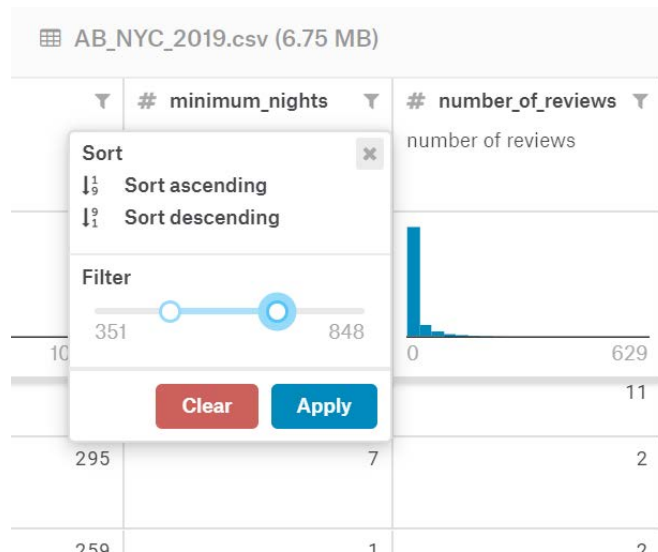 AB_NYC_2019.csv (6.75 MB)
# minimum_nights # number_of_reviews
number of reviews
Sort
Sort ascending
Sort descending
Filter
351 848
Clear Apply
10
0 629
11
295 7 2
259 1 2